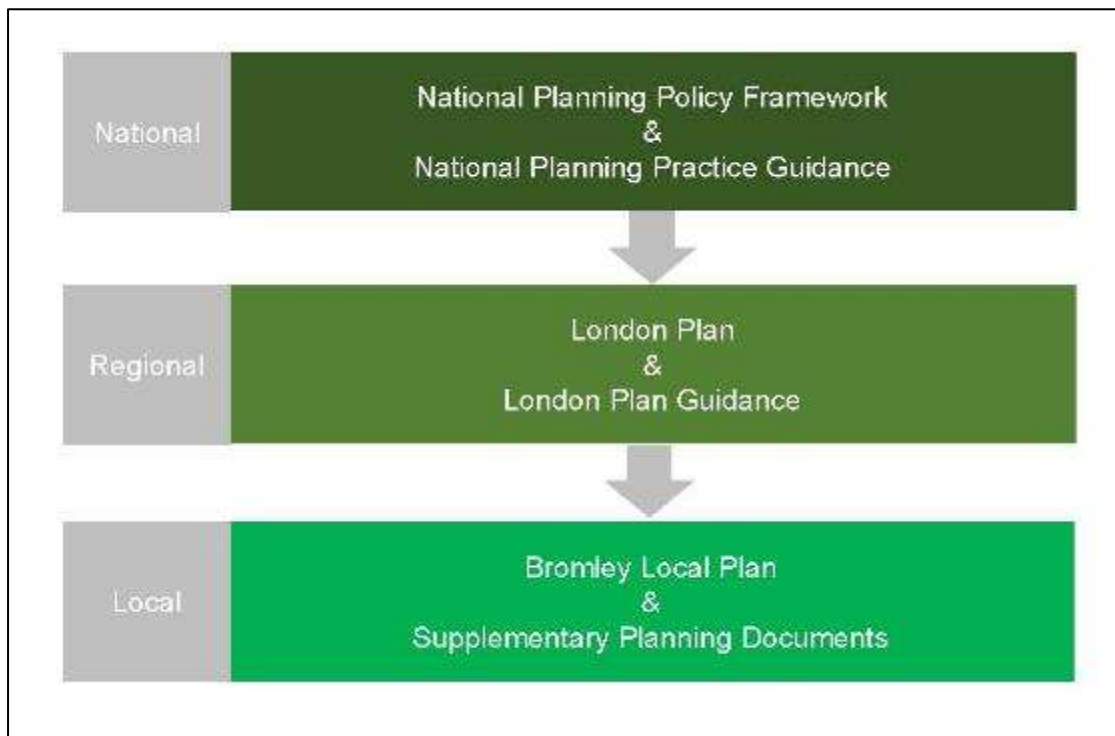 National
National Planning Policy Framework
&
National Planning Practice Guidance
Regional
London Plan
&
London Plan Guidance
Local
Bromley Local Plan
&
Supplementary Planning Documents